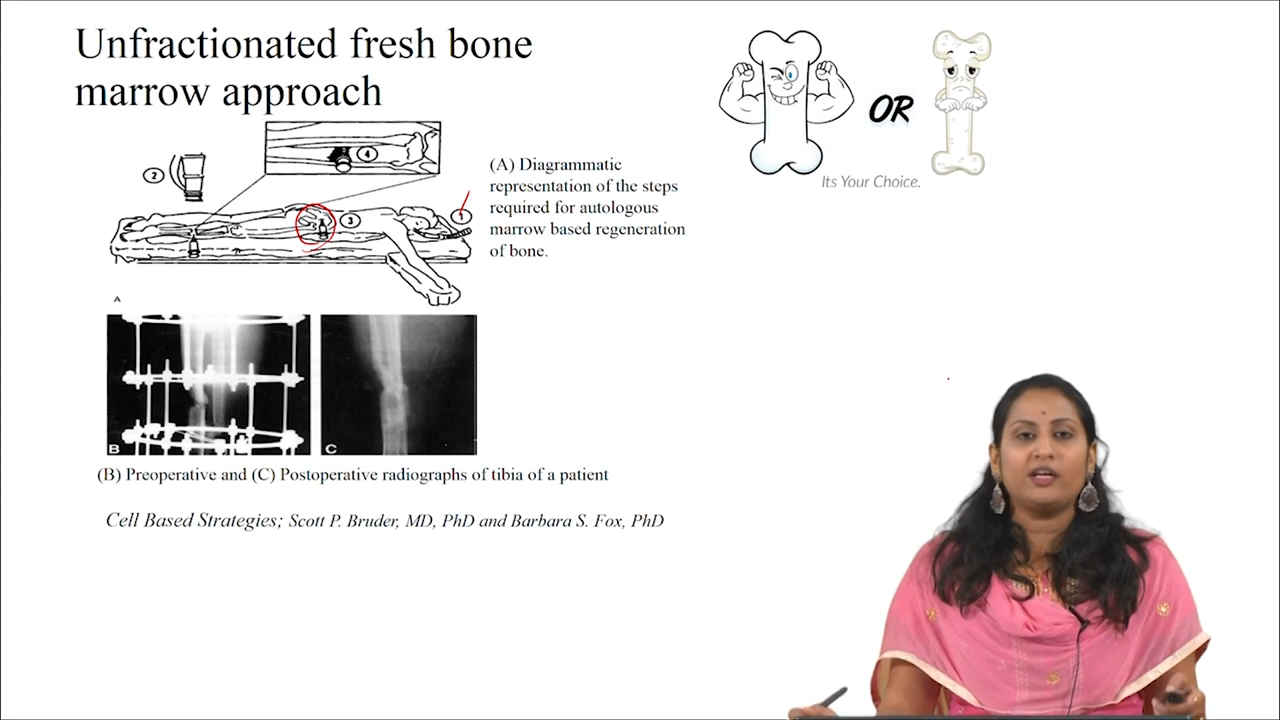 Unfractionated fresh bone
marrow approach
OR
Its Your Choice.
2
4
3
(A) Diagrammatic
representation of the steps
required for autologous
marrow based regeneration
of bone.
A
B
C
(B) Preoperative and (C) Postoperative radiographs of tibia of a patient
Cell Based Strategies; Scott P. Bruder, MD, PhD and Barbara S. Fox, PhD